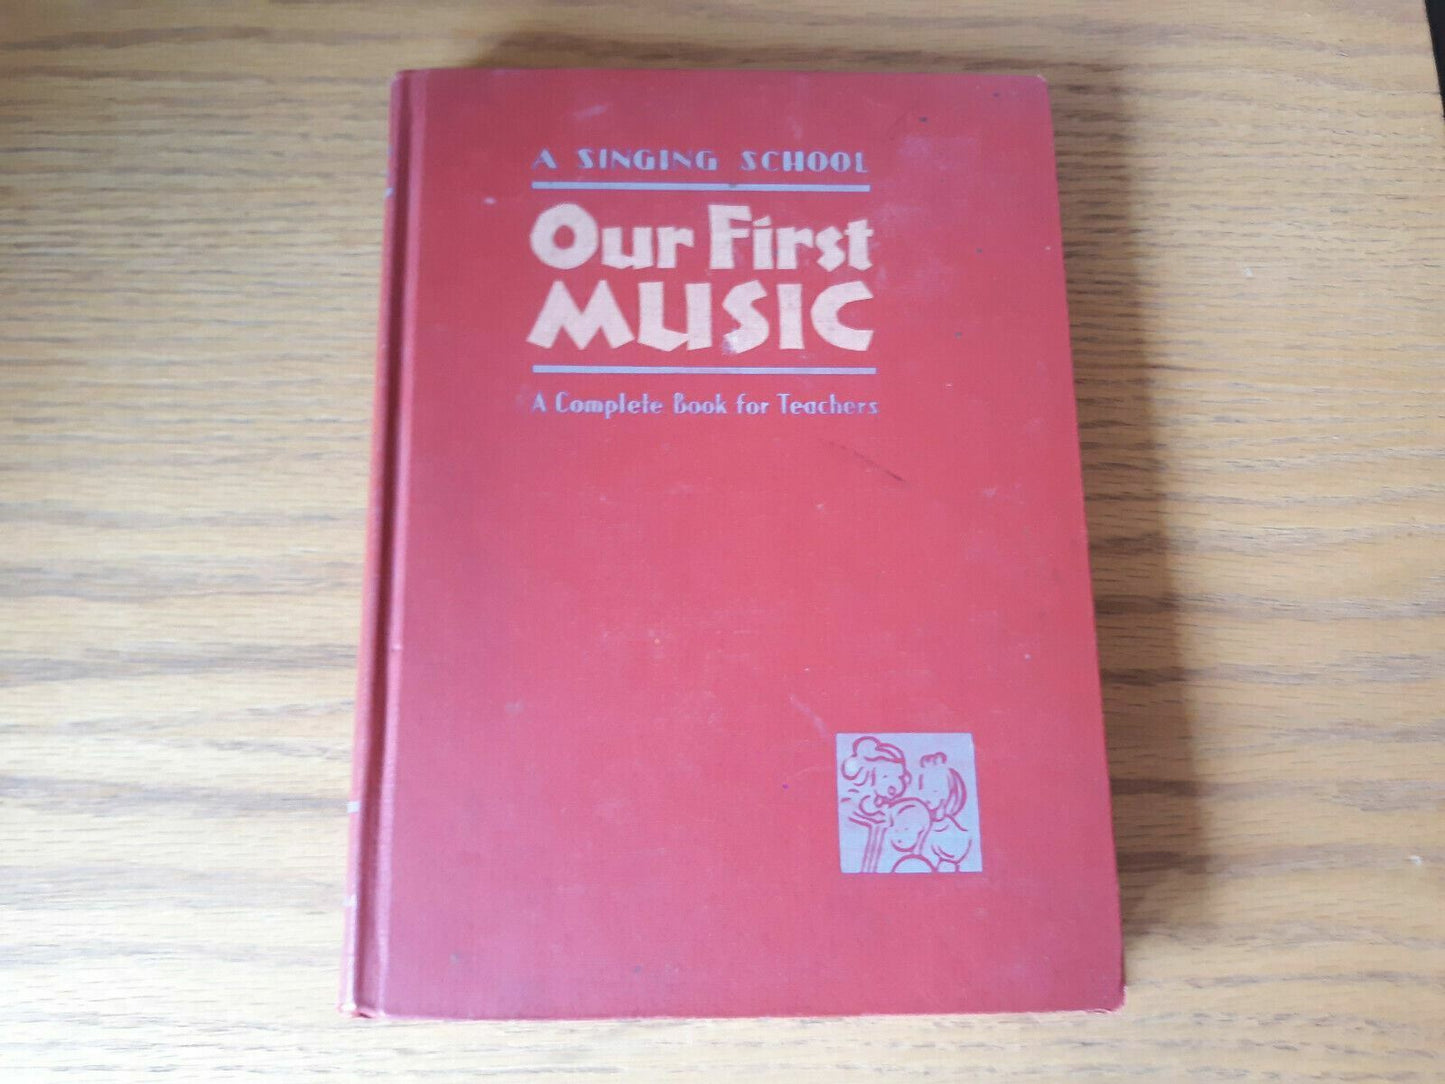 A SINGING SCHOOL
Our First
MUSIC
A Complete Book for Teachers